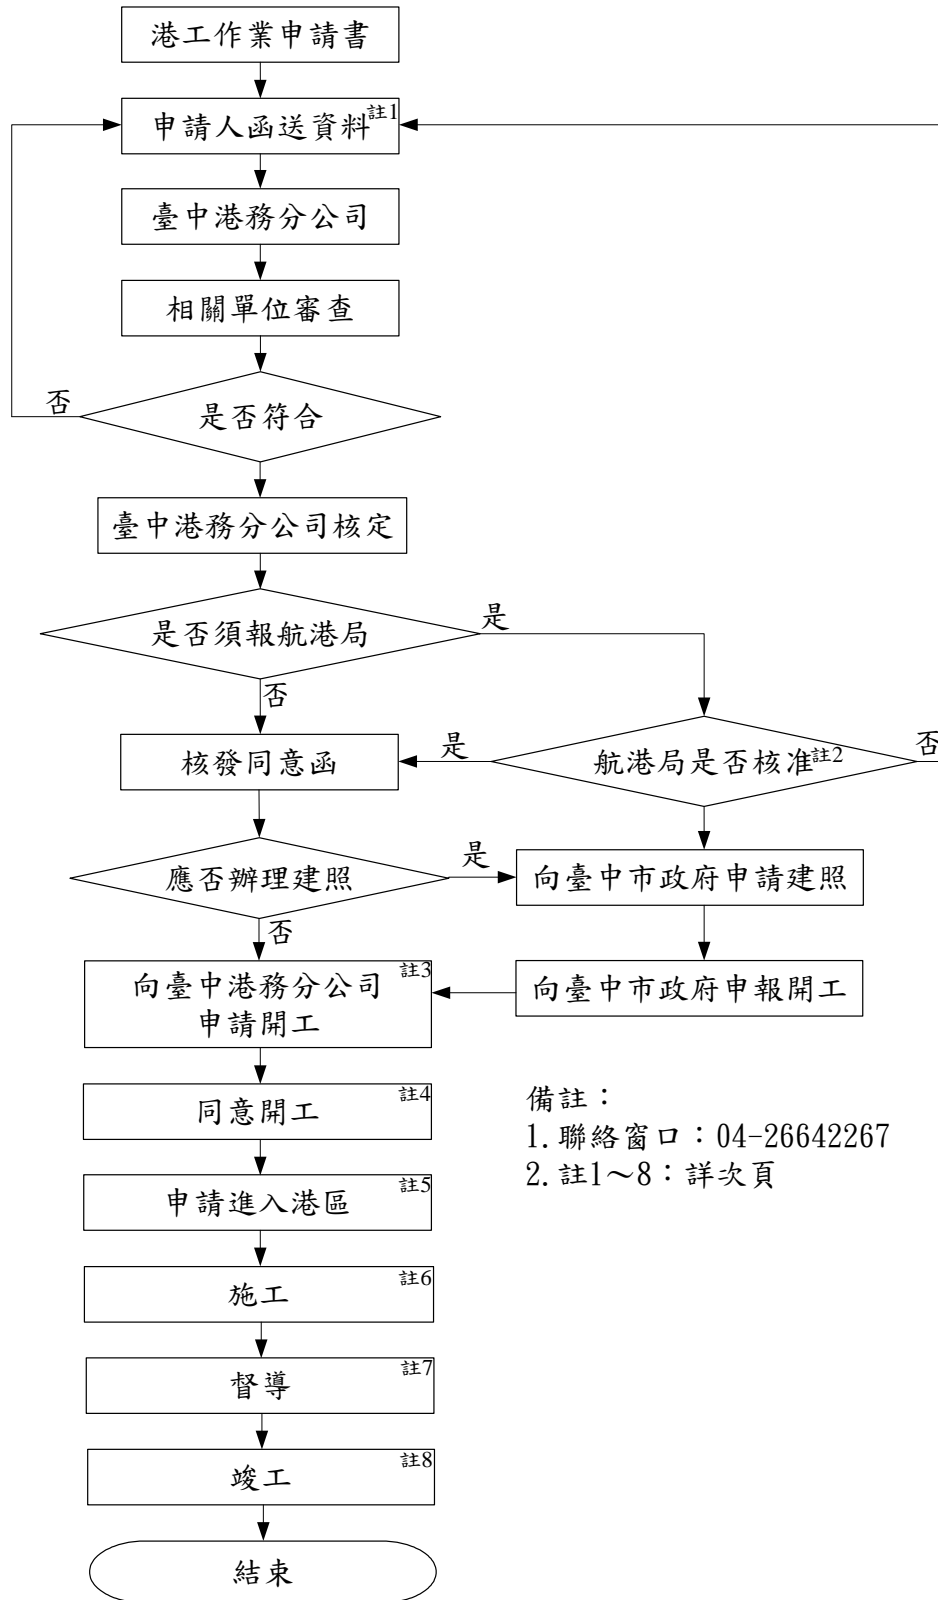 港工作業申請書
申請人函送資料註1
臺中港務分公司
相關單位審查
是否符合
否
臺中港務分公司核定
是否須報航港局
是
否
核發同意函
是
航港局是否核准註2
否
應否辦理建照
是
向臺中市政府申請建照
否
向臺中港務分公司註3
申請開工
向臺中市政府申報開工
同意開工註4
申請進入港區註5
施工註6
督導註7
竣工註8
結束
備註：
1.聯絡窗口：04-26642267
2.註1～8：詳次頁